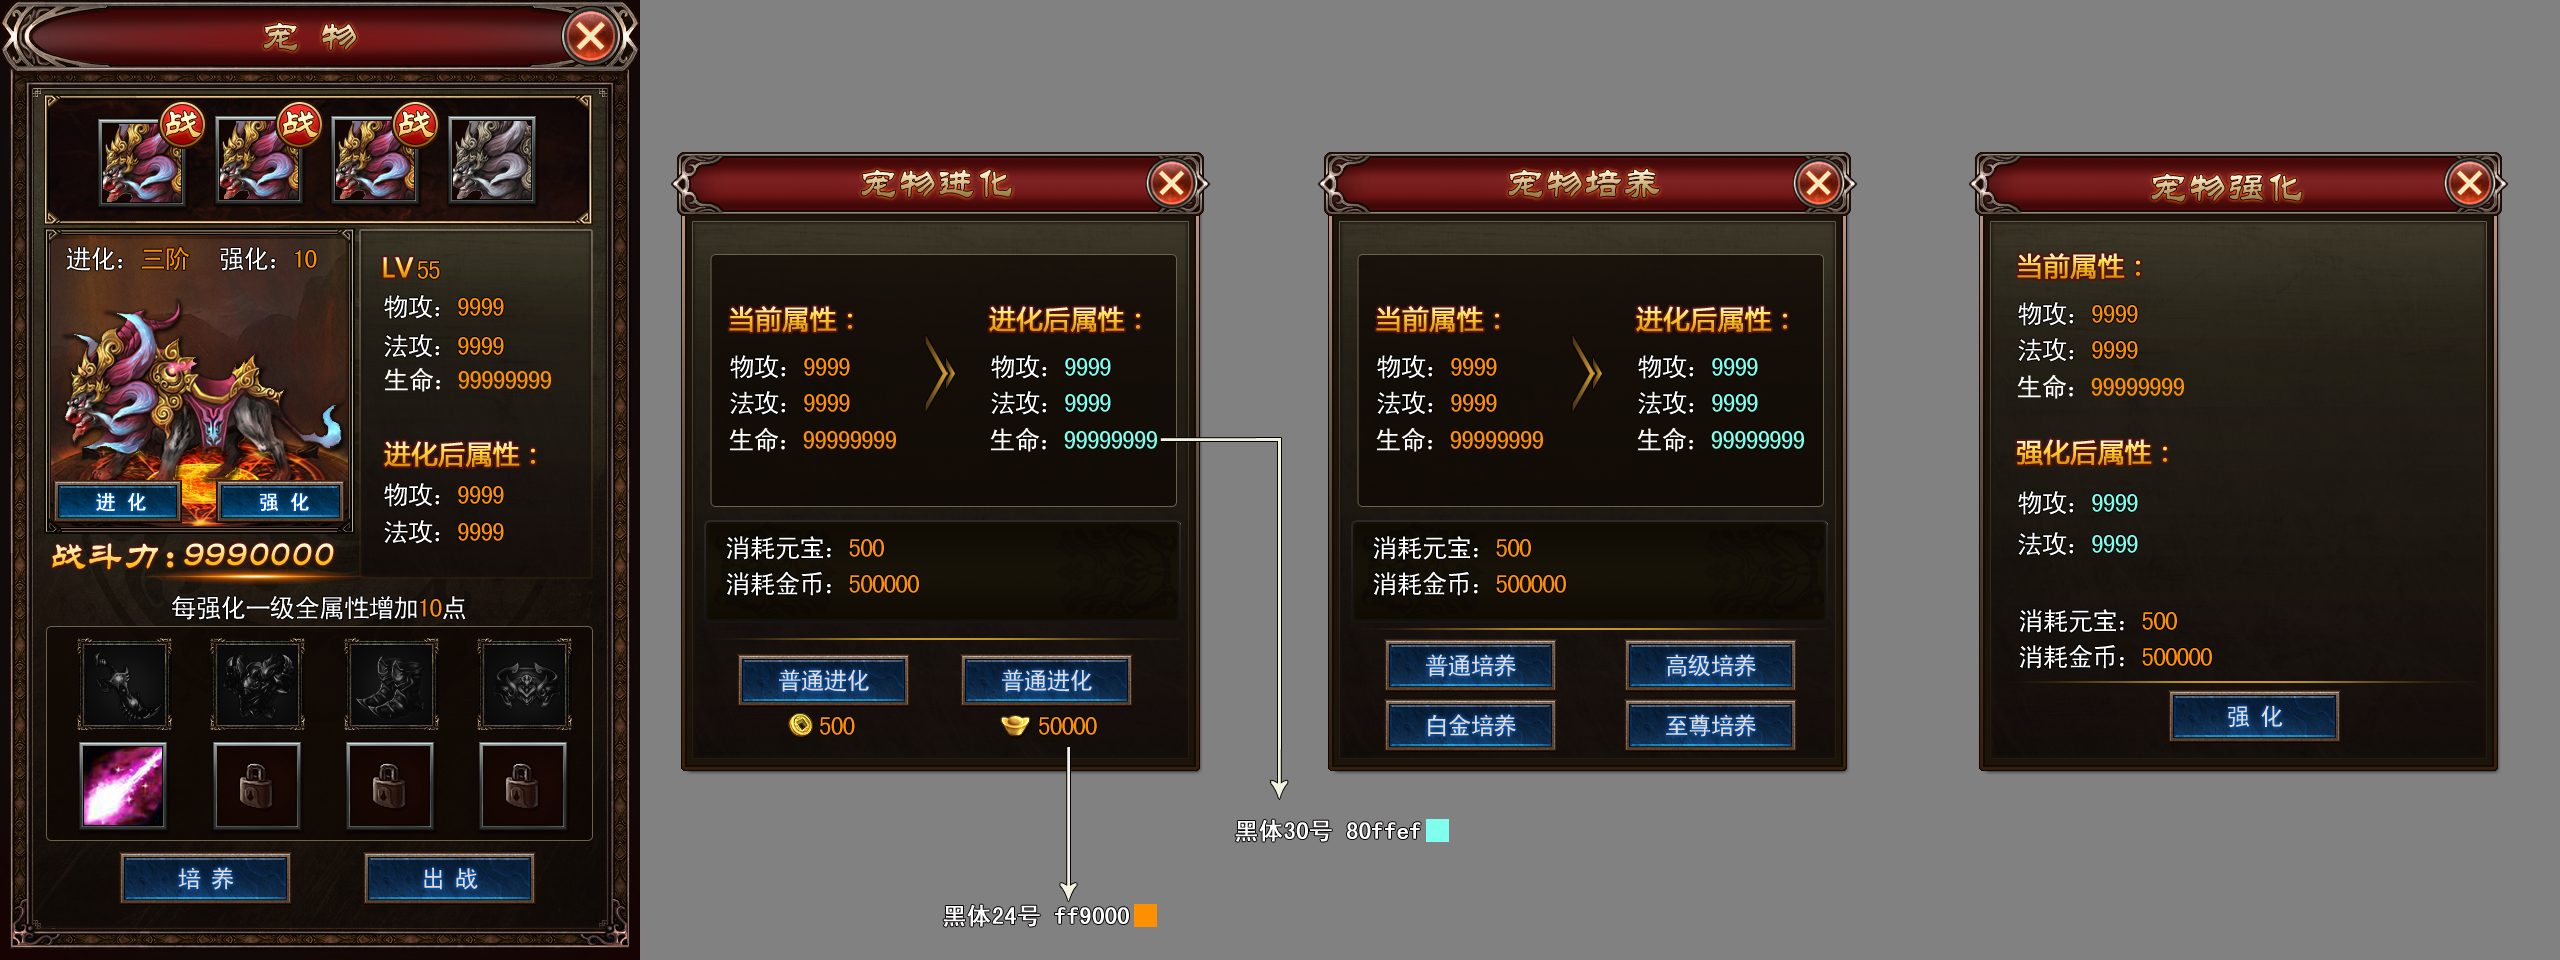 宠 物
战 战 战
进化：三阶 强化：10
LV55
物攻：9999
法攻：9999
生命：99999999
进化后属性：
物攻：9999
法攻：9999
进 化
强 化
战斗力：9990000
每强化一级全属性增加10点
培 养
出 战
宠物进化
当前属性：
物攻：9999
法攻：9999
生命：99999999
进化后属性：
物攻：9999
法攻：9999
生命：99999999
消耗元宝：500
消耗金币：500000
普通进化
普通进化
500
50000
黑体24号 ff9000
黑体30号 80ffef
宠物培养
当前属性：
物攻：9999
法攻：9999
生命：99999999
进化后属性：
物攻：9999
法攻：9999
生命：99999999
消耗元宝：500
消耗金币：500000
普通培养
高级培养
白金培养
至尊培养
宠物强化
当前属性：
物攻：9999
法攻：9999
生命：99999999
强化后属性：
物攻：9999
法攻：9999
消耗元宝：500
消耗金币：500000
强 化